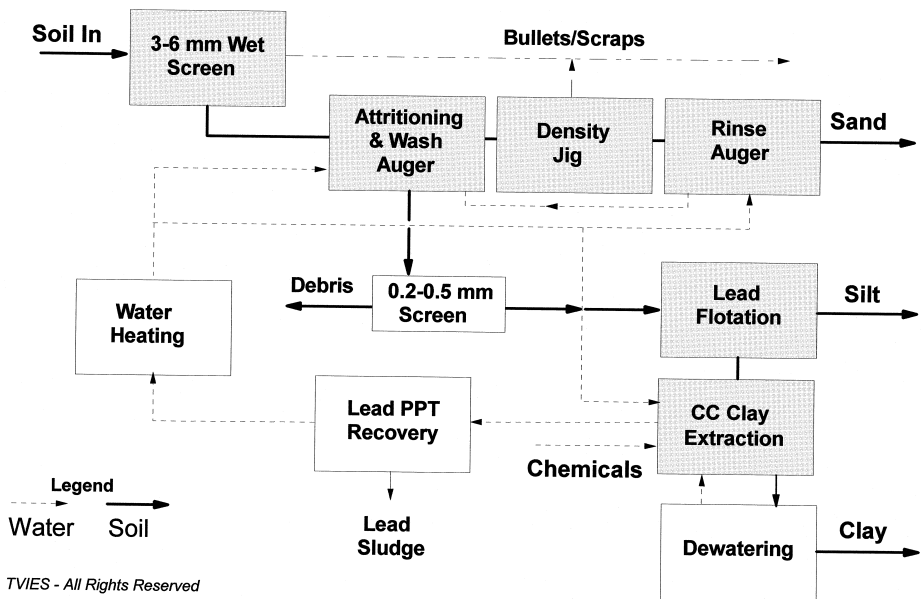 Soil In
3-6 mm Wet
Screen
Bullets/Scraps
Attritioning
& Wash
Auger
Density
Jig
Rinse
Auger
Sand
Debris
0.2-0.5 mm
Screen
Lead
Flotation
Silt
Water
Heating
Lead PPT
Recovery
CC Clay
Extraction
Chemicals
Legend
Water
Soil
Lead
Sludge
Dewatering
Clay
TVIES - All Rights Reserved